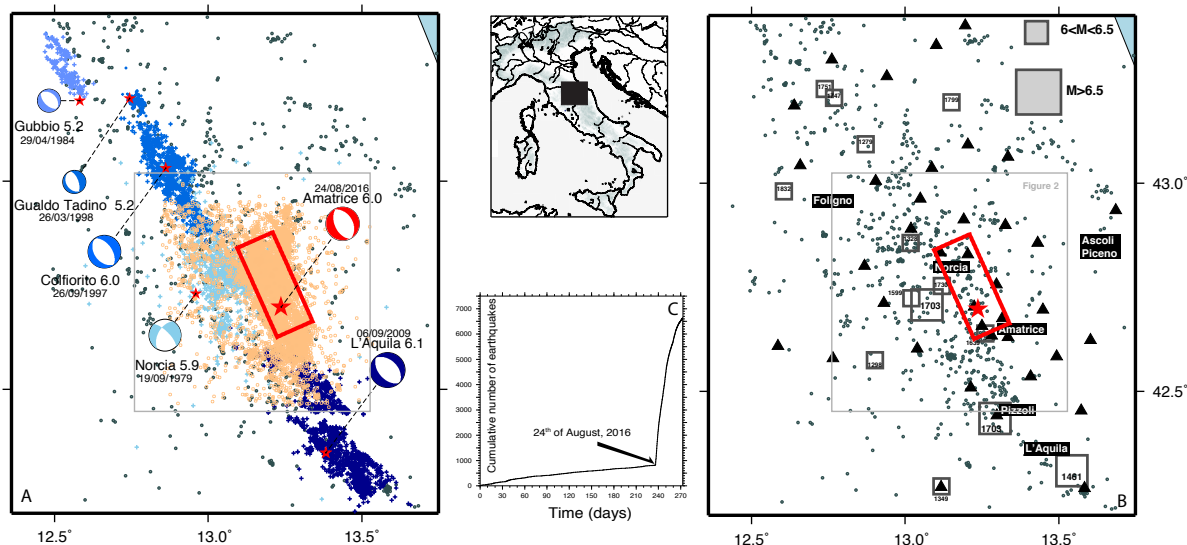 Gubbio 5.2
29/04/1984
Gualdo Tadino 5.2
26/03/1998
Colfiorito 6.0
26/09/1997
Norcia 5.9
19/09/1979
24/08/2016
Amatrice 6.0
06/09/2009
L'Aquila 6.1
A
12.5°
13.0°
13.5°
C
Cumulative number of earthquakes
7000
6000
5000
4000
3000
2000
1000
0
24th of August, 2016
0
30
60
90
120
150
180
210
240
270
Time (days)
6<M<6.5
M>6.5
1751
1799
1279
1832
Figure 2
Foligno
1328
Ascoli
Piceno
Norcia
1599
1730
1703
Amatrice
1639
1298
Pizzoli
1703
L'Aquila
1461
1349
B
43.0°
42.5°
12.5°
13.0°
13.5°